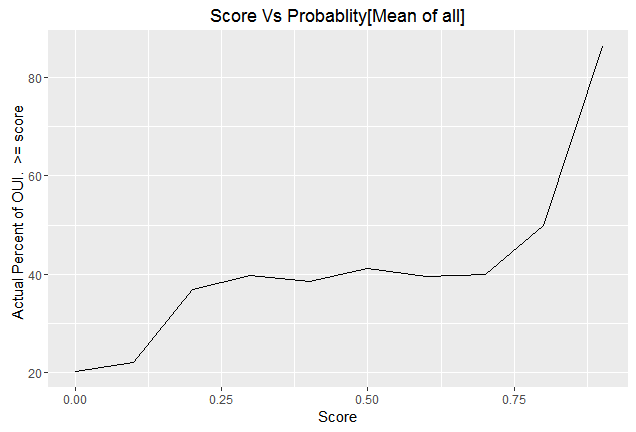 Score Vs Probablity[Mean of all]
Actual Percent of OUI. >= score
80
60
40
20
0.00 0.25 0.50 0.75
Score